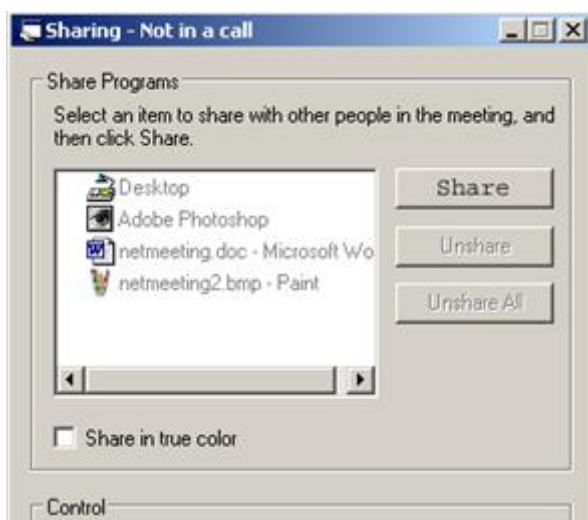 Sharing - Not in a call
Share Programs
Select an item to share with other people in the meeting, and
then click Share.
Desktop
Share
Adobe Photoshop
netmeeting.doc - Microsoft Wo
Unshare
netmeeting2.bmp - Paint
Unshare All
Share in true color
Control